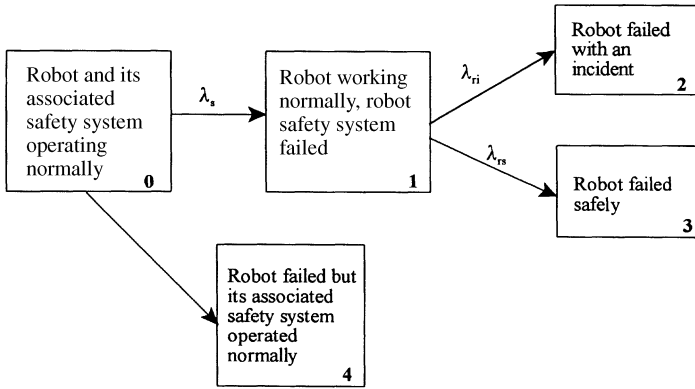 Robot and its
associated
safety system
operating
normally
0
λs
Robot working
normally, robot
safety system
failed
1
λri
Robot failed
with an
incident
2
λrs
Robot failed
safely
3
Robot failed but
its associated
safety system
operated
normally
4